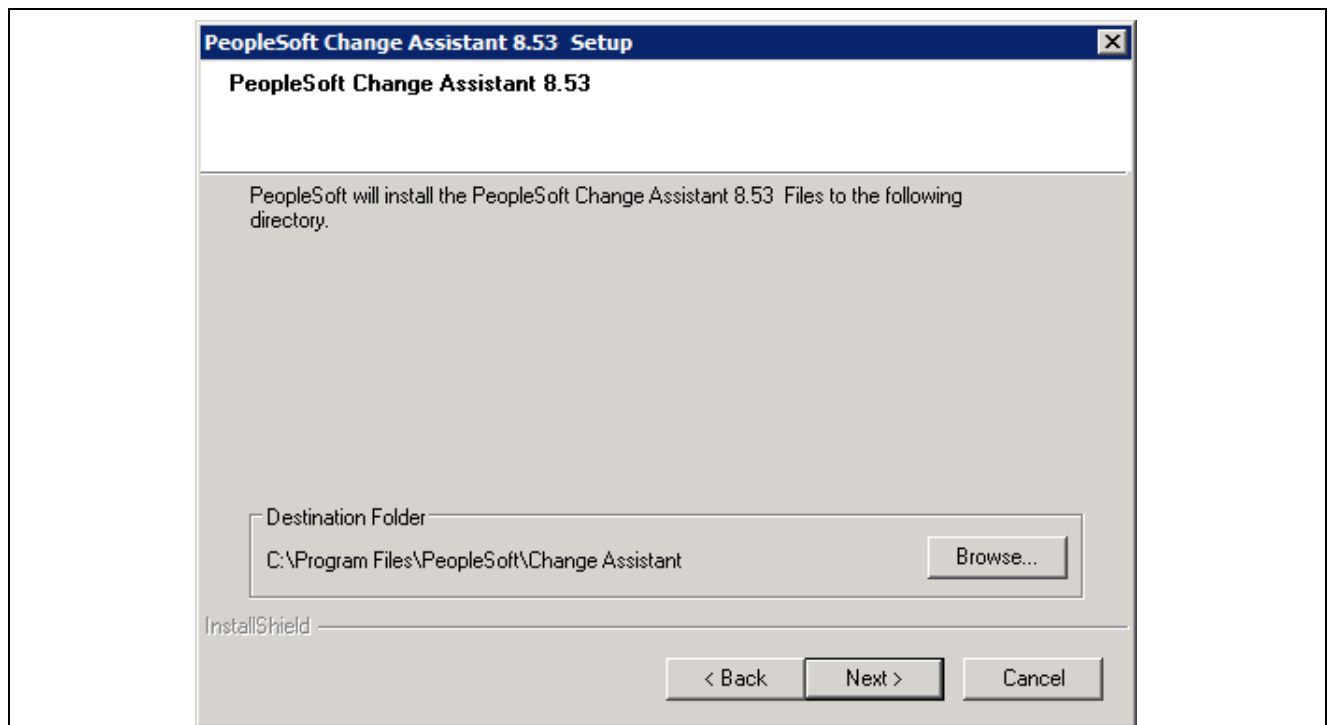 PeopleSoft Change Assistant 8.53  Setup
PeopleSoft Change Assistant 8.53
PeopleSoft will install the PeopleSoft Change Assistant 8.53  Files to the following
directory.
Destination Folder
C:\Program Files\PeopleSoft\Change Assistant
Browse...
InstallShield
< Back
Next >
Cancel